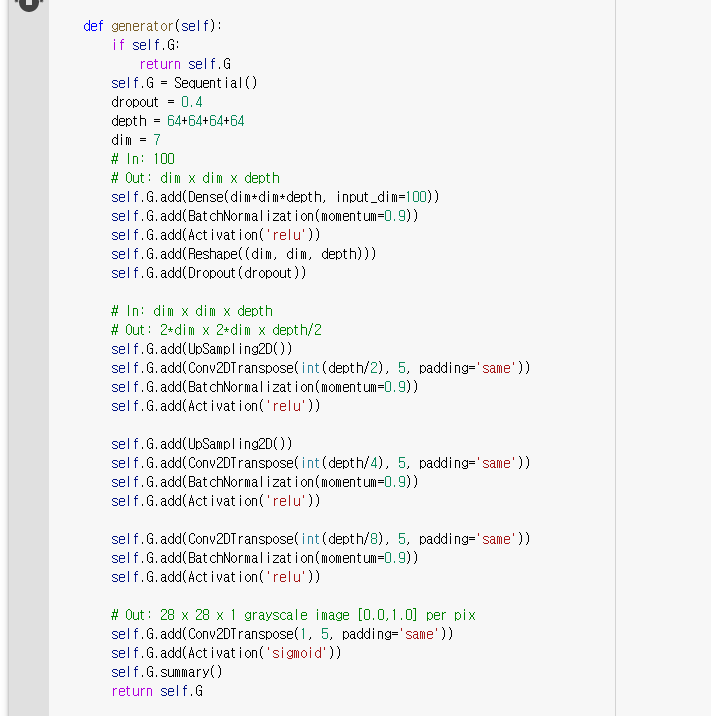 def generator(self):
    if self.G:
        return self.G
    self.G = Sequential()
    dropout = 0.4
    depth = 64+64+64+64
    dim = 7
    # In: 100
    # Out: dim x dim x depth
    self.G.add(Dense(dim*dim*depth, input_dim=100))
    self.G.add(BatchNormalization(momentum=0.9))
    self.G.add(Activation('relu'))
    self.G.add(Reshape((dim, dim, depth)))
    self.G.add(Dropout(dropout))

    # In: dim x dim x depth
    # Out: 2*dim x 2*dim x depth/2
    self.G.add(UpSampling2D())
    self.G.add(Conv2DTranspose(int(depth/2), 5, padding='same'))
    self.G.add(BatchNormalization(momentum=0.9))
    self.G.add(Activation('relu'))

    self.G.add(UpSampling2D())
    self.G.add(Conv2DTranspose(int(depth/4), 5, padding='same'))
    self.G.add(BatchNormalization(momentum=0.9))
    self.G.add(Activation('relu'))

    self.G.add(Conv2DTranspose(int(depth/8), 5, padding='same'))
    self.G.add(BatchNormalization(momentum=0.9))
    self.G.add(Activation('relu'))

    # Out: 28 x 28 x 1 grayscale image [0.0,1.0] per pix
    self.G.add(Conv2DTranspose(1, 5, padding='same'))
    self.G.add(Activation('sigmoid'))
    self.G.summary()
    return self.G